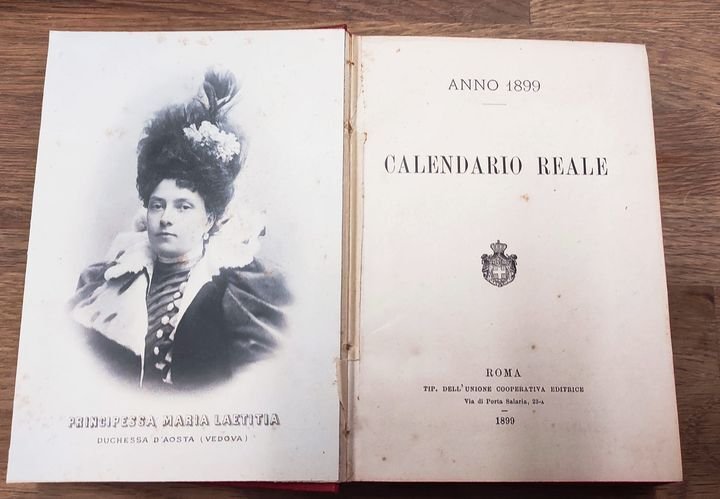 PRINCIPESSA MARIA LAETITIA
DUCHESSA D'AOSTA (VEDOVA)
ANNO 1899
CALENDARIO REALE
ROMA
TIP. DELL'UNIONE COOPERATIVA EDITRICE
Via di Porta Salaria, 23-A
1899